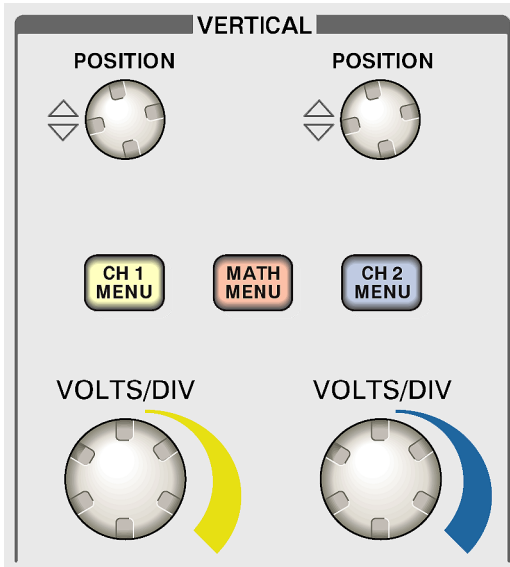 VERTICAL
POSITION
POSITION
CH 1
MENU
MATH
MENU
CH 2
MENU
VOLTS/DIV
VOLTS/DIV